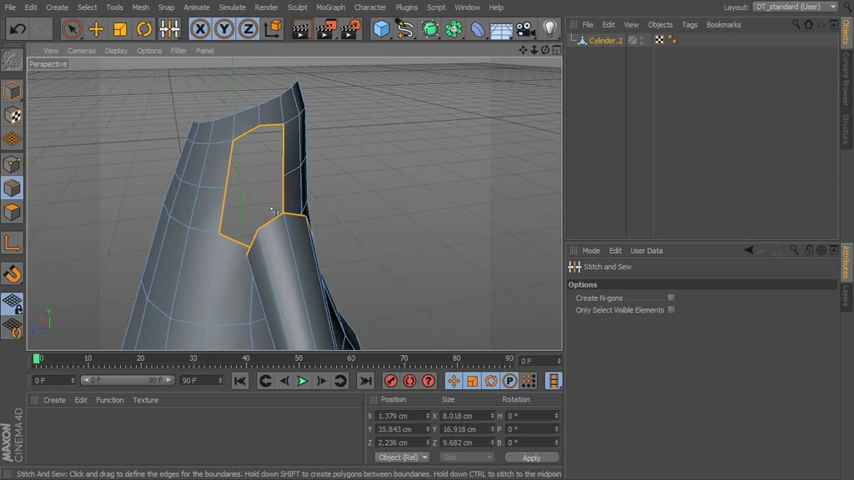 File Edit Create Select Tools Mesh Snap Animate Simulate Render Sculpt MoGraph Character Plugins Script Window Help
Layout: DT_standard (User)
View Cameras Display Options Filter Panel
Perspective
File Edit View Objects Tags Bookmarks
Cylinder.2
Objects
Content Browser
Structure
Mode Edit User Data
Stitch and Sew
Options
Create N-gons
Only Select Visible Elements
Attributes
Layers
Y
X
Z
0 10 20 30 40 50 60 70 80 90 0 F
0 F 0 F 90 F 90 F
Create Edit Function Texture
Position Size Rotation
X 1.379 cm X 8.018 cm H 0 °
Y 35.843 cm Y 16.918 cm P 0 °
Z 2.236 cm Z 9.682 cm B 0 °
Object (Rel) Size Apply
MAXON
CINEMA 4D
Stitch And Sew: Click and drag to define the edges for the boundaries. Hold down SHIFT to create polygons between boundaries. Hold down CTRL to stitch to the midpoin